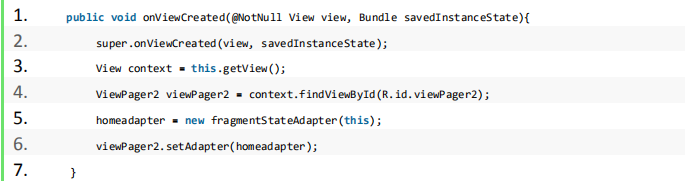 1. public void onViewCreated(@NotNull View view, Bundle savedInstanceState){
2. super.onViewCreated(view, savedInstanceState);
3. View context = this.getView();
4. ViewPager2 viewPager2 = context.findViewById(R.id.viewPager2);
5. homeadapter = new fragmentStateAdapter(this);
6. viewPager2.setAdapter(homeadapter);
7. }